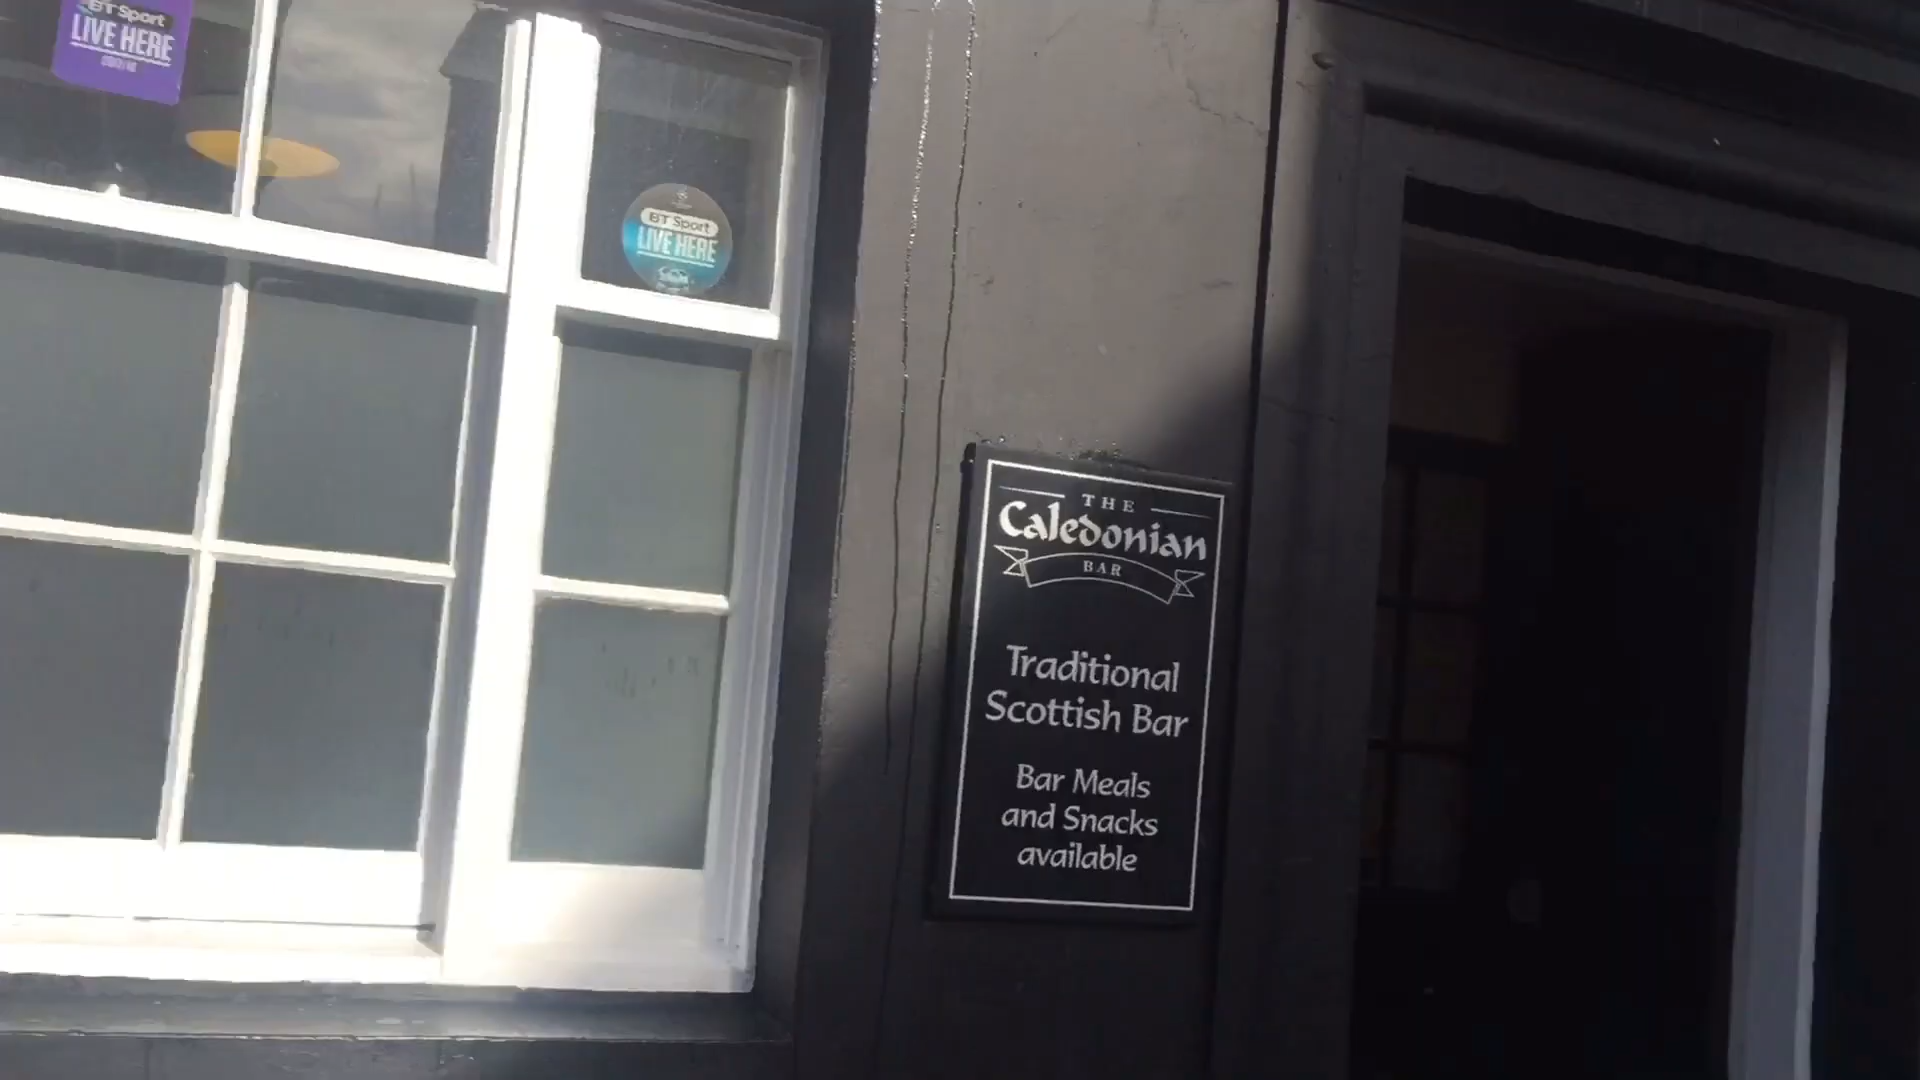 BT Sport
LIVE HERE
BT Sport
LIVE HERE
THE
Caledonian
BAR
Traditional
Scottish Bar
Bar Meals
and Snacks
available